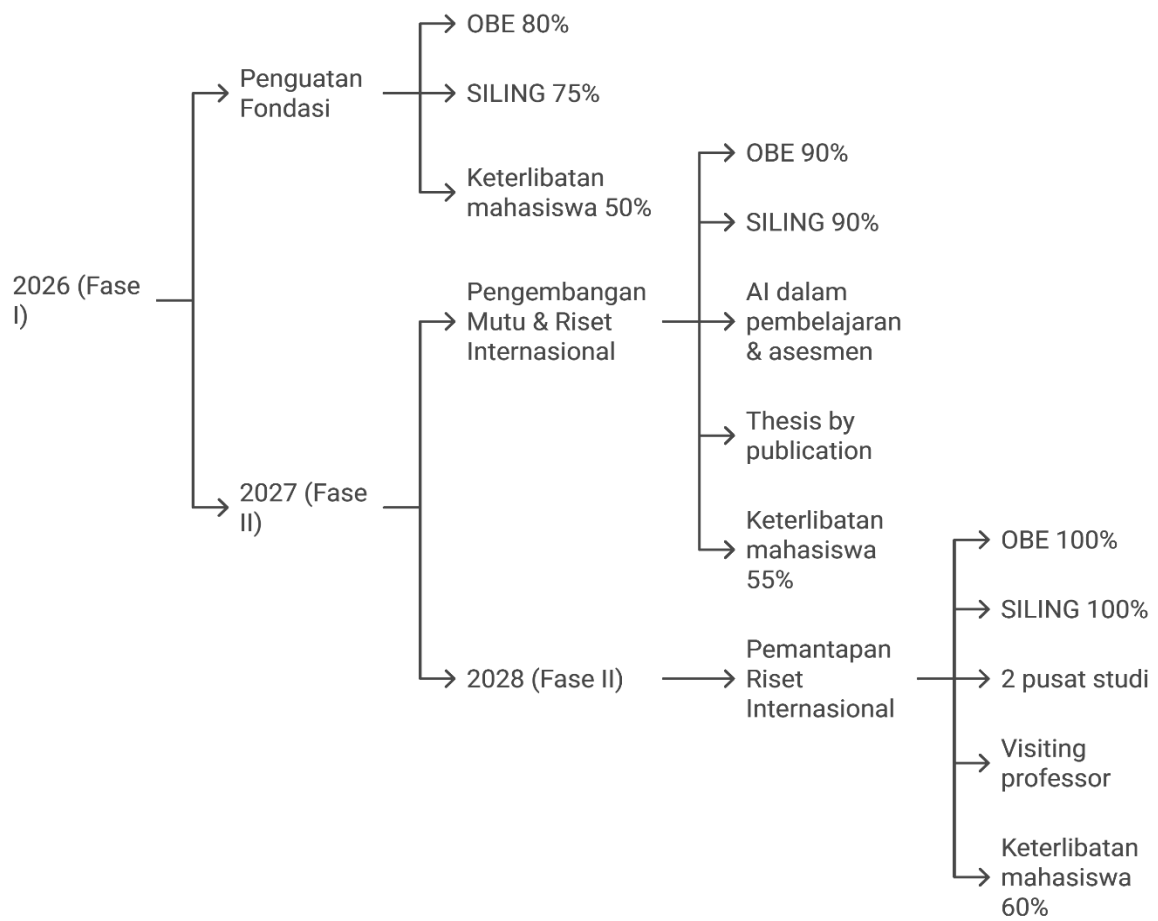 2026 (Fase
I)
Penguatan
Fondasi
OBE 80%
SILING 75%
Keterlibatan
mahasiswa 50%
2027 (Fase
II)
Pengembangan
Mutu & Riset
Internasional
OBE 90%
SILING 90%
AI dalam
pembelajaran
& asesmen
Thesis by
publication
Keterlibatan
mahasiswa
55%
2028 (Fase II)
Pemantapan
Riset
Internasional
OBE 100%
SILING 100%
2 pusat studi
Visiting
professor
Keterlibatan
mahasiswa
60%